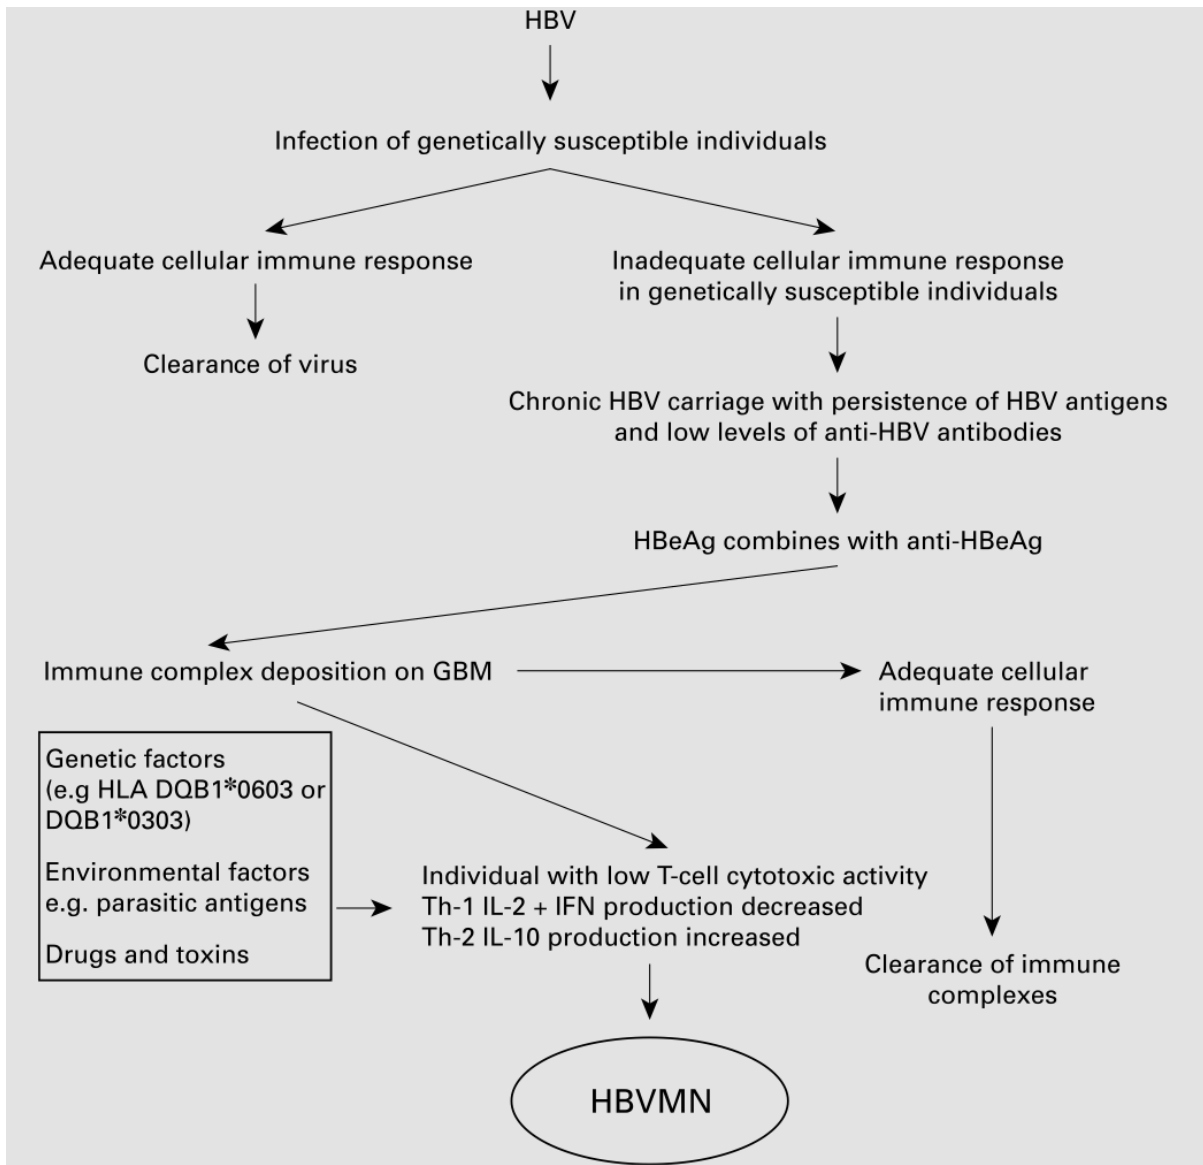 HBV
Infection of genetically susceptible individuals
Adequate cellular immune response
Clearance of virus
Inadequate cellular immune response
in genetically susceptible individuals
Chronic HBV carriage with persistence of HBV antigens
and low levels of anti-HBV antibodies
HBeAg combines with anti-HBeAg
Immune complex deposition on GBM
Adequate cellular
immune response
Genetic factors
(e.g HLA DQB1*0603 or
DQB1*0303)
Environmental factors
e.g. parasitic antigens
Drugs and toxins
Individual with low T-cell cytotoxic activity
Th-1 IL-2 + IFN production decreased
Th-2 IL-10 production increased
Clearance of immune
complexes
HBVMN